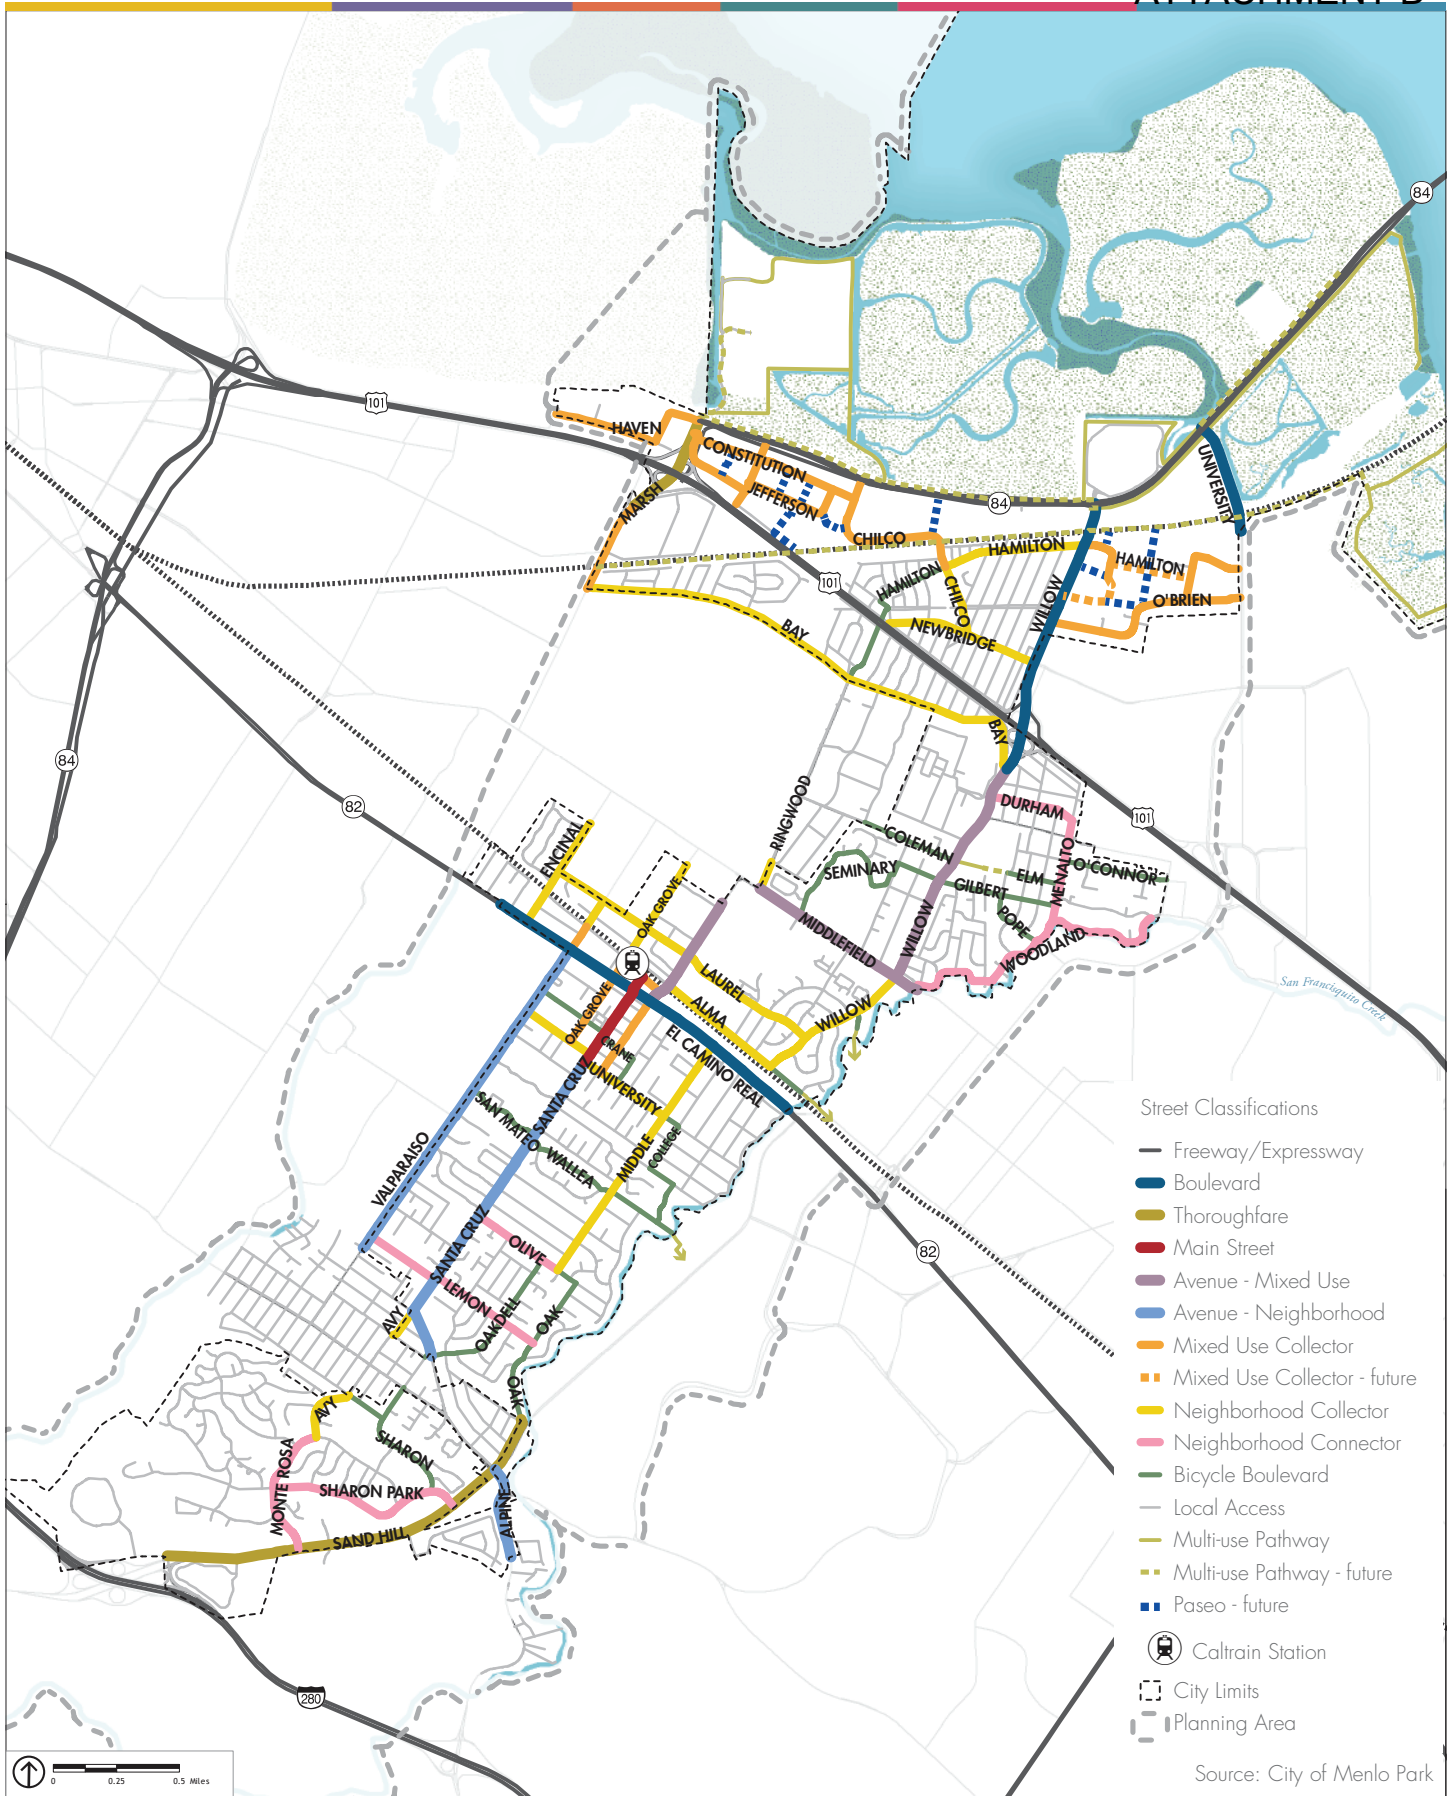 ATTACHMENT B
84
101
HAVEN
CONSTITUTION
JEFFERSON
MARSH
UNIVERSITY
84
CHILCO
HAMILTON
HAMILTON
HAMILTON
101
CHILCO
WILLOW
O'BRIEN
NEWBRIDGE
BAY
BAY
84
82
RINGWOOD
DURHAM
101
ENCINAL
COLEMAN
MENALTO
O'CONNOR
SEMINARY
ELM
GILBERT
OAK GROVE
POPE
WILLOW
MIDDLEFIELD
WOODLAND
LAUREL
San Francisquito Creek
ALMA
WILLOW
OAK GROVE
CRANE
EL CAMINO REAL
UNIVERSITY
SANTA CRUZ
SAN MATEO
WALLEA
COLLEGE
MIDDLE
VALPARAISO
SANTA CRUZ
OLIVE
LEMON
82
AVY
OAKDELL
OAK
OAK
AVY
SHARON
MONTE ROSA
SHARON PARK
ALPINE
SAND HILL
280
Street Classifications
Freeway/Expressway
Boulevard
Thoroughfare
Main Street
Avenue - Mixed Use
Avenue - Neighborhood
Mixed Use Collector
Mixed Use Collector - future
Neighborhood Collector
Neighborhood Connector
Bicycle Boulevard
Local Access
Multi-use Pathway
Multi-use Pathway - future
Paseo - future
Caltrain Station
City Limits
Planning Area
0 0.25 0.5 Miles
Source: City of Menlo Park